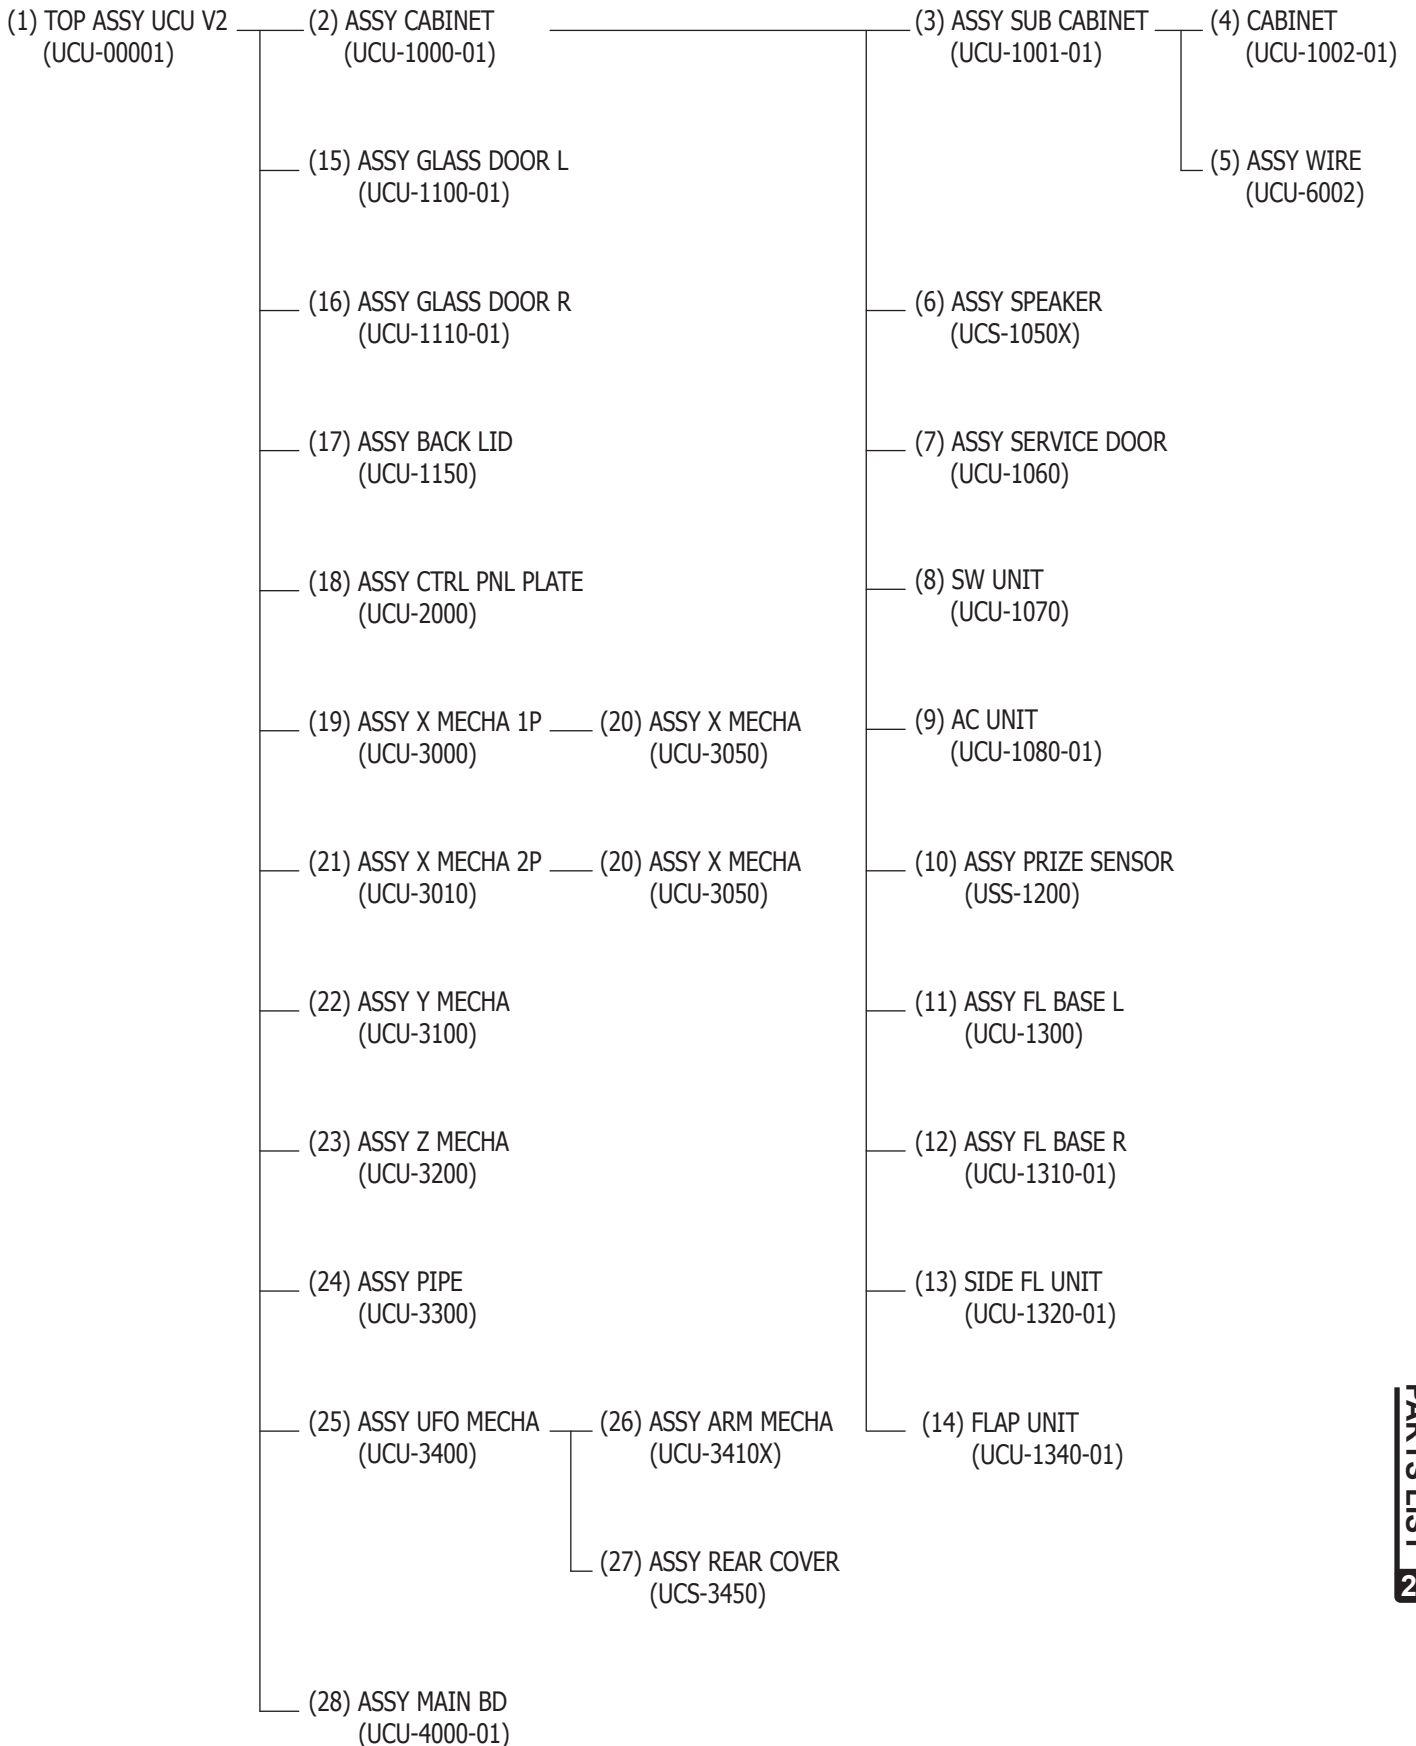 (1) TOP ASSY UCU V2
(UCU-00001)
(2) ASSY CABINET
(UCU-1000-01)
(3) ASSY SUB CABINET
(UCU-1001-01)
(4) CABINET
(UCU-1002-01)
(15) ASSY GLASS DOOR L
(UCU-1100-01)
(5) ASSY WIRE
(UCU-6002)
(16) ASSY GLASS DOOR R
(UCU-1110-01)
(6) ASSY SPEAKER
(UCS-1050X)
(17) ASSY BACK LID
(UCU-1150)
(7) ASSY SERVICE DOOR
(UCU-1060)
(18) ASSY CTRL PNL PLATE
(UCU-2000)
(8) SW UNIT
(UCU-1070)
(19) ASSY X MECHA 1P
(UCU-3000)
(20) ASSY X MECHA
(UCU-3050)
(9) AC UNIT
(UCU-1080-01)
(21) ASSY X MECHA 2P
(UCU-3010)
(20) ASSY X MECHA
(UCU-3050)
(10) ASSY PRIZE SENSOR
(USS-1200)
(22) ASSY Y MECHA
(UCU-3100)
(11) ASSY FL BASE L
(UCU-1300)
(23) ASSY Z MECHA
(UCU-3200)
(12) ASSY FL BASE R
(UCU-1310-01)
(24) ASSY PIPE
(UCU-3300)
(13) SIDE FL UNIT
(UCU-1320-01)
(25) ASSY UFO MECHA
(UCU-3400)
(26) ASSY ARM MECHA
(UCU-3410X)
(14) FLAP UNIT
(UCU-1340-01)
(27) ASSY REAR COVER
(UCS-3450)
(28) ASSY MAIN BD
(UCU-4000-01)
PARTS LIST
2